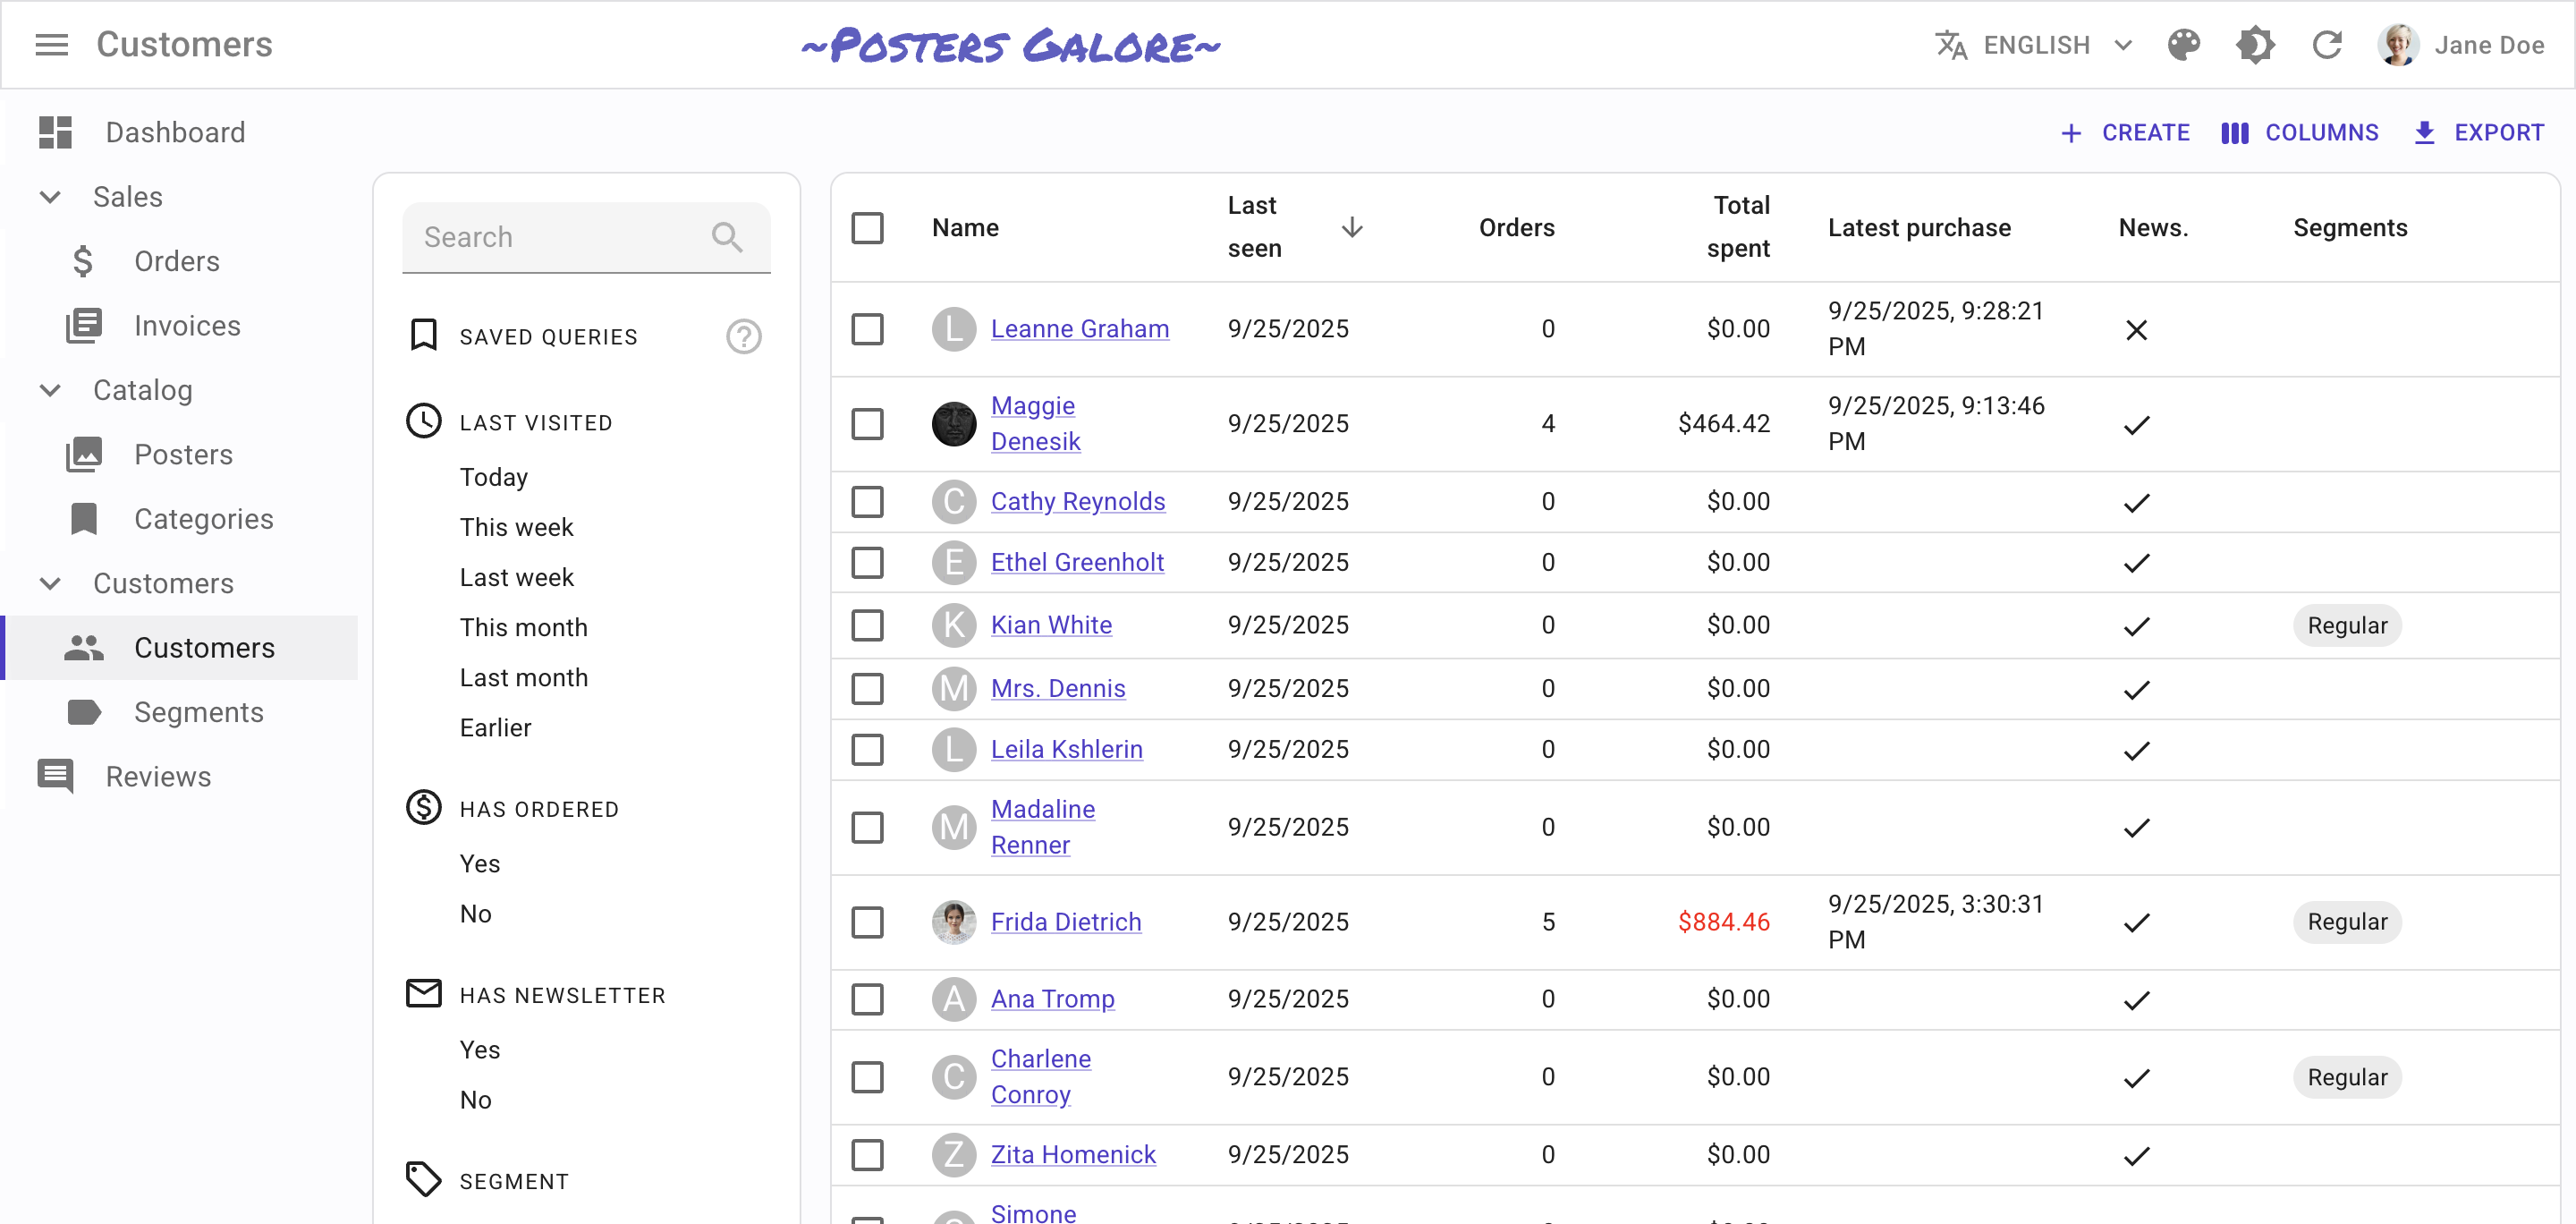 Customers
~Posters Galore~
ENGLISH
Jane Doe
Dashboard
Sales
Orders
Invoices
Catalog
Posters
Categories
Customers
Customers
Segments
Reviews
CREATE
COLUMNS
EXPORT
Search
SAVED QUERIES
?
LAST VISITED
Today
This week
Last week
This month
Last month
Earlier
HAS ORDERED
Yes
No
HAS NEWSLETTER
Yes
No
SEGMENT
Name Last seen Orders Total spent Latest purchase News. Segments
L Leanne Graham 9/25/2025 0 $0.00 9/25/2025, 9:28:21 PM
Maggie Denesik 9/25/2025 4 $464.42 9/25/2025, 9:13:46 PM
C Cathy Reynolds 9/25/2025 0 $0.00
E Ethel Greenholt 9/25/2025 0 $0.00
K Kian White 9/25/2025 0 $0.00 Regular
M Mrs. Dennis 9/25/2025 0 $0.00
L Leila Kshlerin 9/25/2025 0 $0.00
M Madaline Renner 9/25/2025 0 $0.00
Frida Dietrich 9/25/2025 5 $884.46 9/25/2025, 3:30:31 PM Regular
A Ana Tromp 9/25/2025 0 $0.00
C Charlene Conroy 9/25/2025 0 $0.00 Regular
Z Zita Homenick 9/25/2025 0 $0.00
Simone